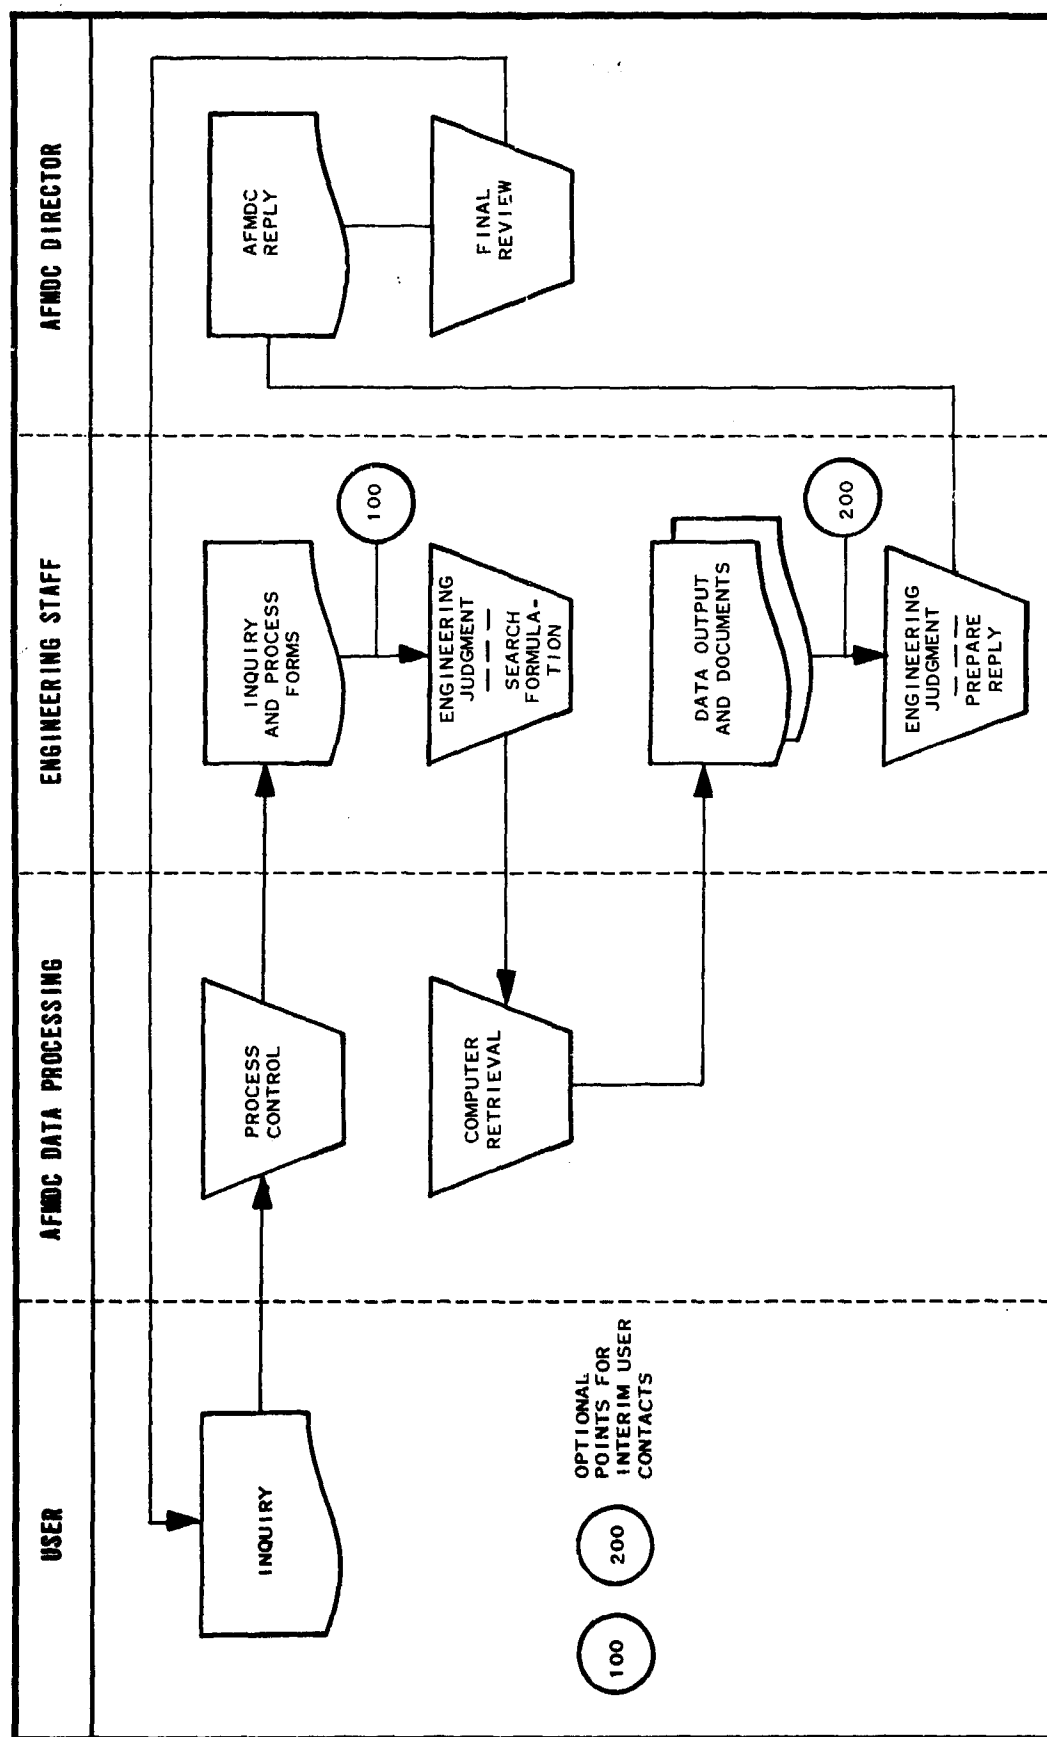 USER
AFMDC DATA PROCESSING
ENGINEERING STAFF
AFMDC DIRECTOR
INQUIRY
PROCESS
CONTROL
INQUIRY
AND PROCESS
FORMS
100
AFMDC
REPLY
COMPUTER
RETRIEVAL
ENGINEERING
JUDGMENT
SEARCH
FORMULA-
TION
FINAL
REVIEW
100
200
OPTIONAL
POINTS FOR
INTERIM USER
CONTACTS
DATA OUTPUT
AND DOCUMENTS
200
ENGINEERING
JUDGMENT
PREPARE
REPLY